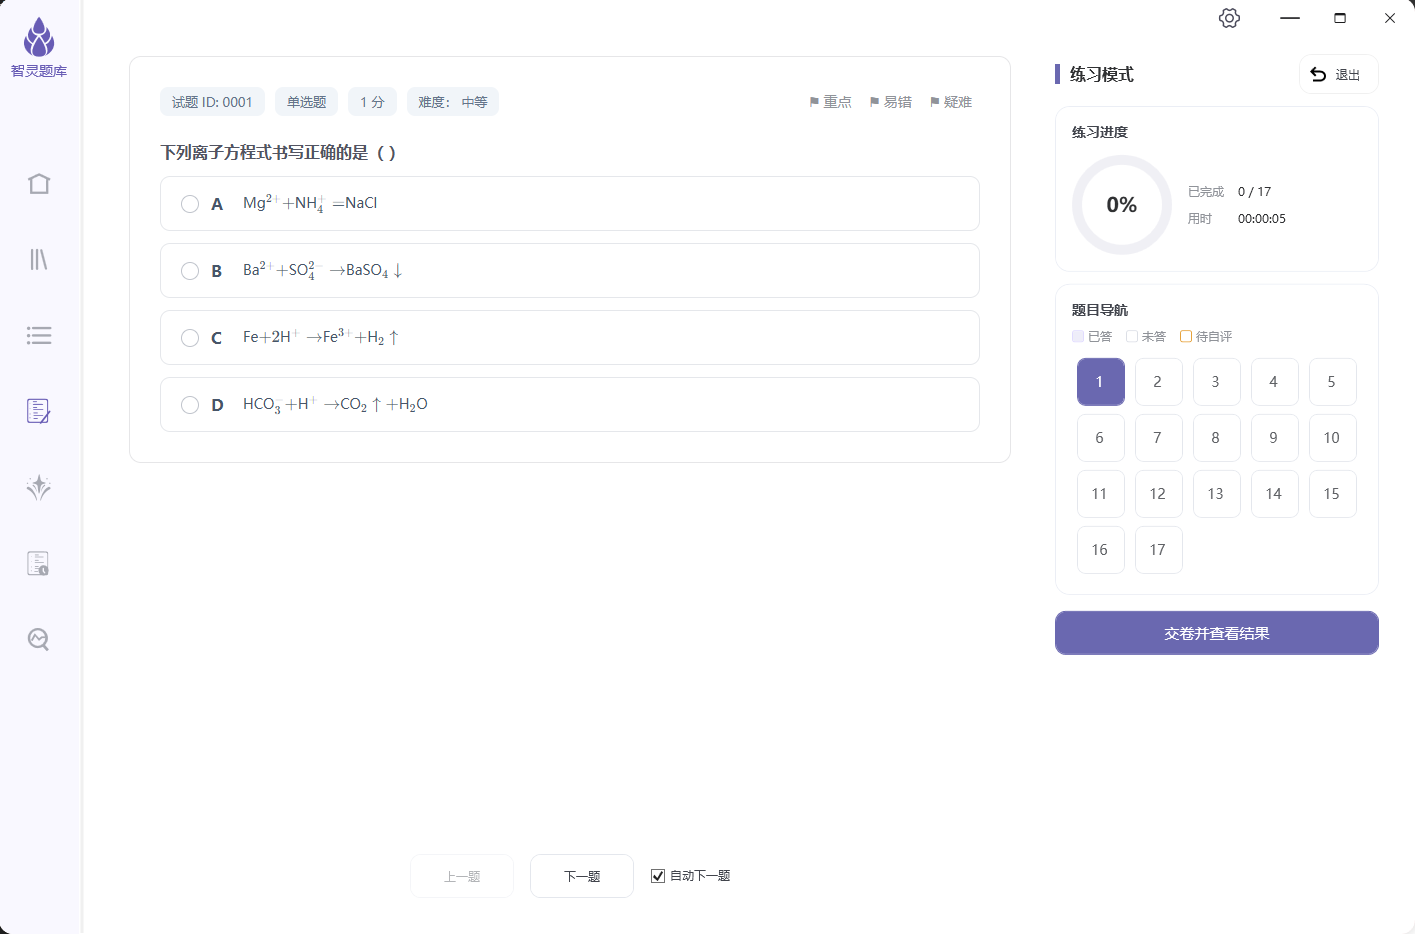 智灵题库
试题 ID: 0001 单选题 1 分 难度： 中等 重点 易错 疑难
下列离子方程式书写正确的是（ ）
A Mg²⁺+NH₄⁺ =NaCl
B Ba²⁺+SO₄²⁻ →BaSO₄↓
C Fe+2H⁺ →Fe³⁺+H₂↑
D HCO₃⁻+H⁺ →CO₂↑+H₂O
上一题 下一题 自动下一题
练习模式 退出
练习进度
0%
已完成 0 / 17
用时 00:00:05
题目导航
已答 未答 待自评
1 2 3 4 5
6 7 8 9 10
11 12 13 14 15
16 17
交卷并查看结果